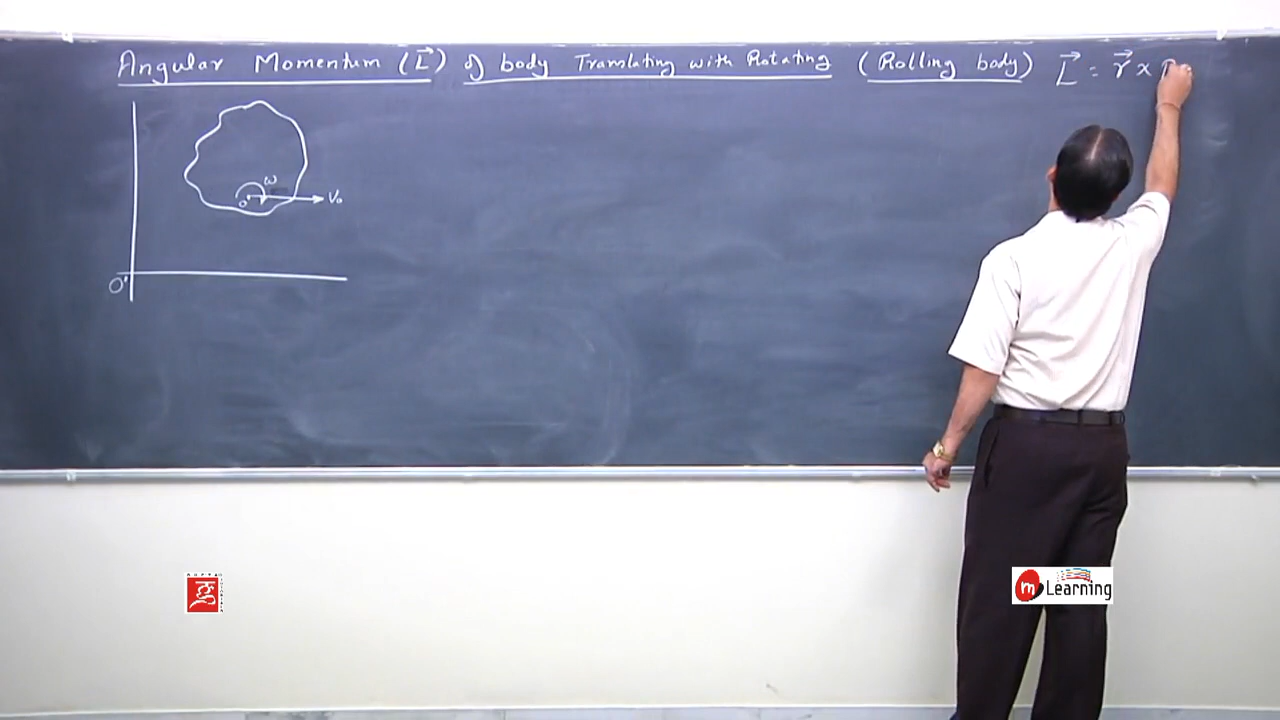 Angular Momentum (L⃗) of body Translating with Rotating (Rolling body) L⃗ = r⃗ ×
ω
o
V₀
O'
m Learning